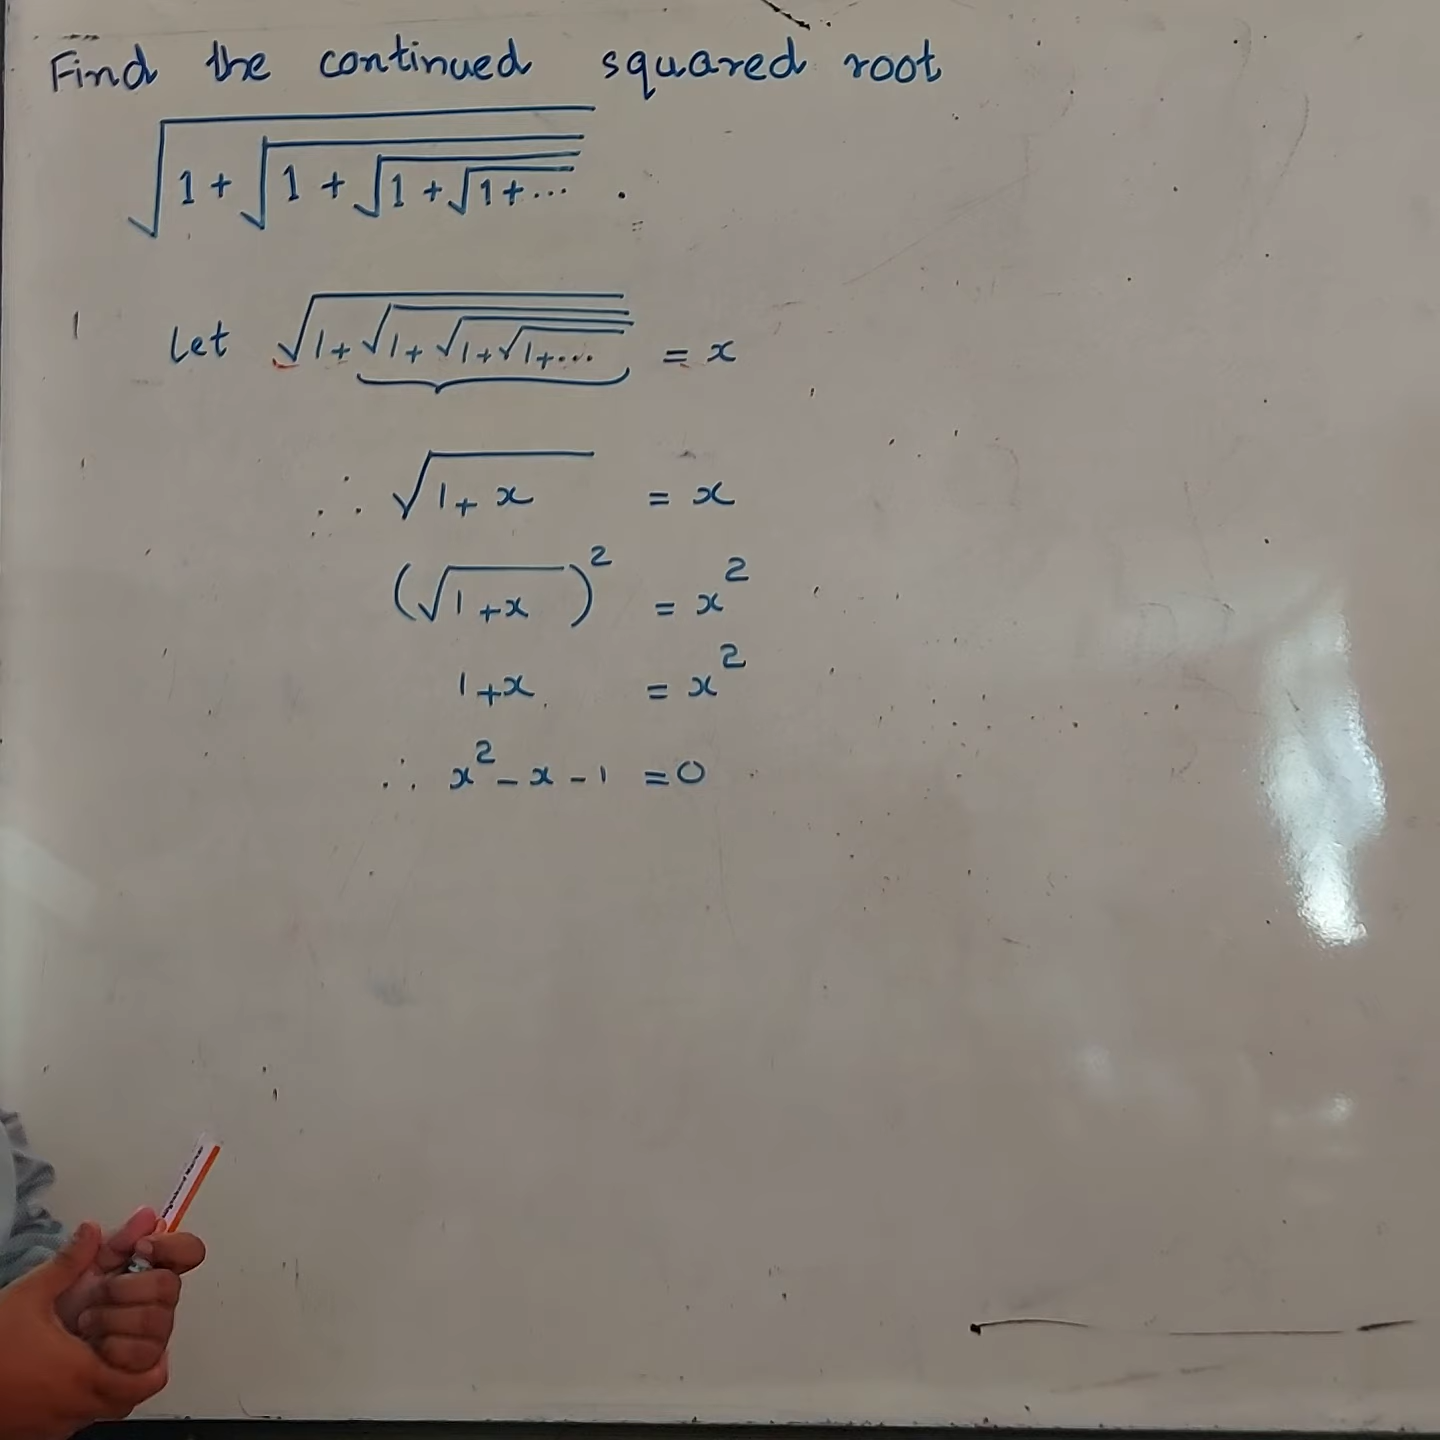 Find the continued squared root
√(1 + √(1 + √(1 + √(1 + ... .
Let √(1 + √(1 + √(1 + √(1 + ... = x
∴ √(1 + x) = x
(√(1 + x))² = x²
1 + x = x²
∴ x² - x - 1 = 0